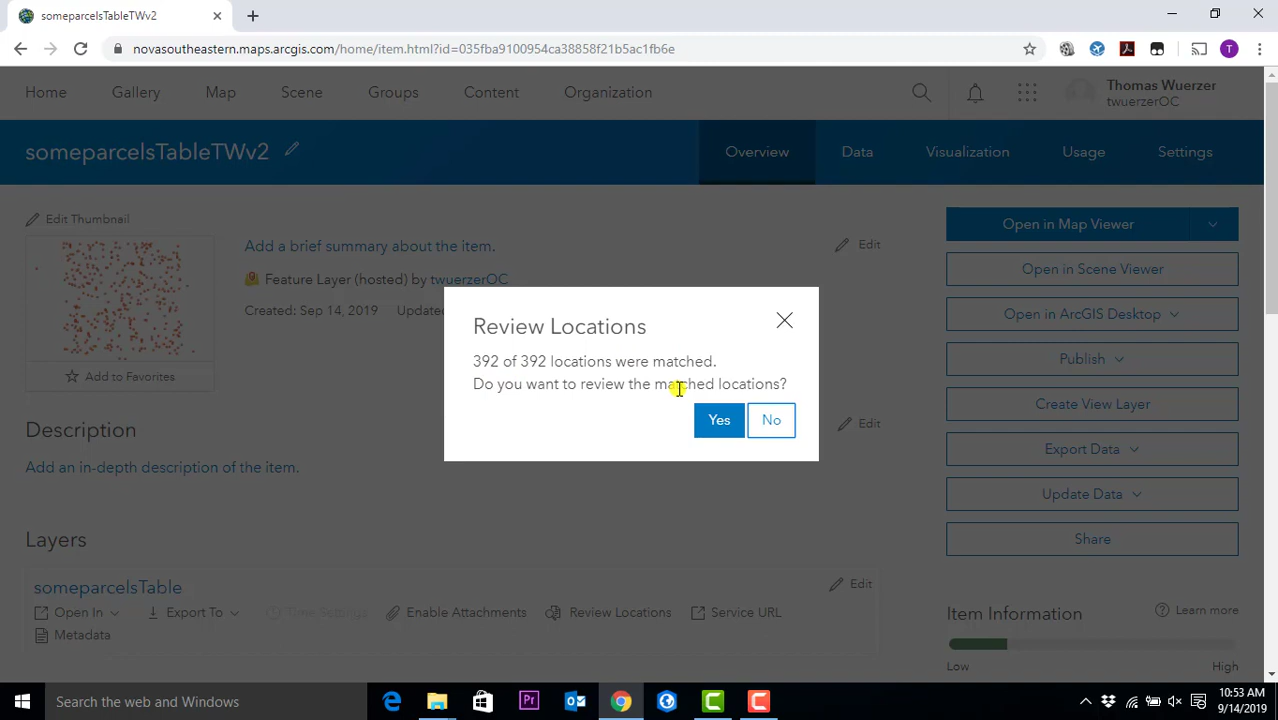 someparcelsTableTWv2
novasoutheastern.maps.arcgis.com/home/item.html?id=035fba9100954ca38858f21b5ac1fb6e
T
Home Gallery Map Scene Groups Content Organization
Thomas Wuerzer
twuerzerOC
someparcelsTableTWv2
Overview Data Visualization Usage Settings
Edit Thumbnail
Add a brief summary about the item.
Edit
Open in Map Viewer
Feature Layer (hosted) by twuerzerOC
Open in Scene Viewer
Created: Sep 14, 2019 Updated
Open in ArcGIS Desktop
Review Locations
392 of 392 locations were matched.
Do you want to review the matched locations?
Yes No
Publish
Add to Favorites
Create View Layer
Description
Edit
Export Data
Add an in-depth description of the item.
Update Data
Share
Layers
someparcelsTable
Edit
Open In Export To Time Settings Enable Attachments Review Locations Service URL
Metadata
Item Information
Learn more
Low High
Search the web and Windows
Pr
10:53 AM
9/14/2019